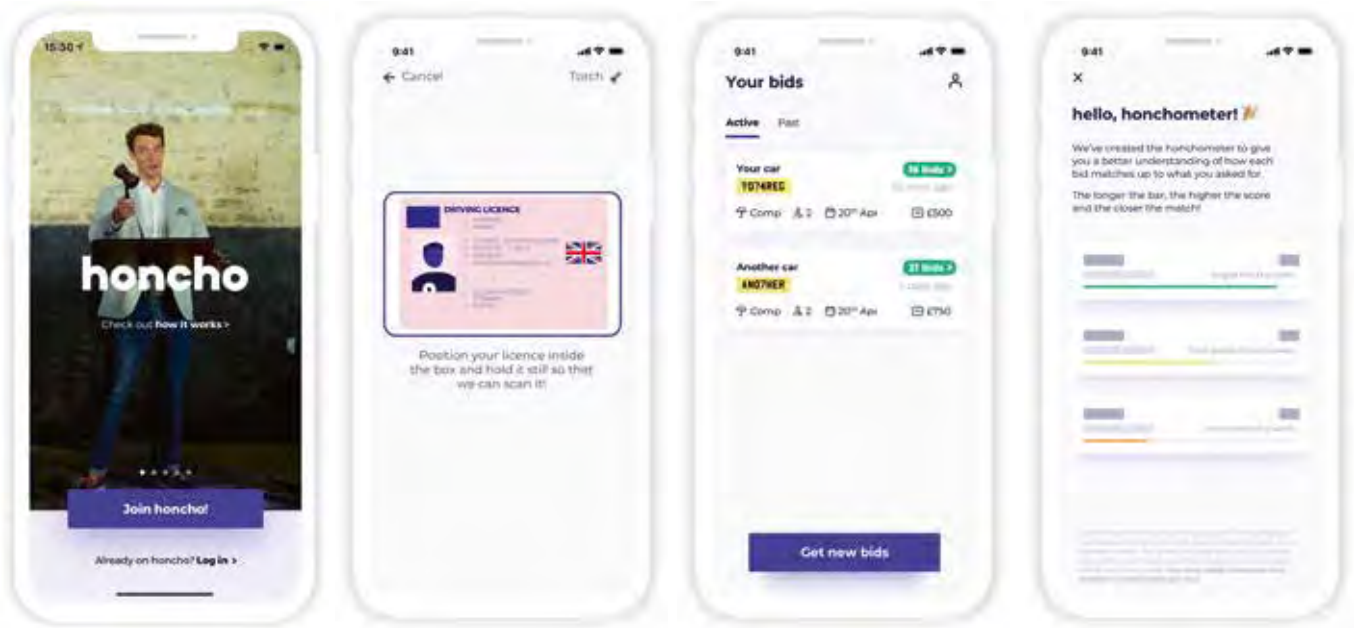 15:50
honcho
Check out how it works >
Join honcho!
Already on honcho? Log in >
9:41
← Cancel
Torch
DRIVING LICENCE
Position your licence inside
the box and hold it still so that
we can scan it!
9:41
Your bids
Active Past
Your car
16 Bids >
YO74REG
Comp 2 20th Apr £500
Another car
21 Bids >
ANO7HER
Comp 2 20th Apr £750
Get new bids
9:41
×
hello, honchometer!
We've created the honchometer to give
you a better understanding of how each
bid matches up to what you asked for.
The longer the bar, the higher the score
and the closer the match!